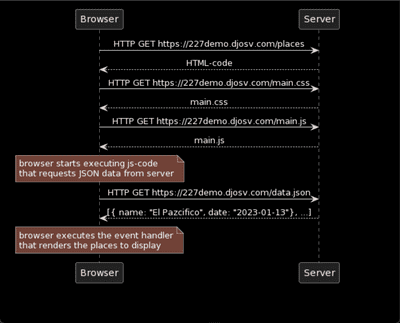 Browser Server
HTTP GET https://227demo.djosv.com/places
HTML-code
HTTP GET https://227demo.djosv.com/main.css
main.css
HTTP GET https://227demo.djosv.com/main.js
main.js
browser starts executing js-code
that requests JSON data from server
HTTP GET https://227demo.djosv.com/data.json
[{ name: "El Pazcifico", date: "2023-01-13"}, ...]
browser executes the event handler
that renders the places to display
Browser Server